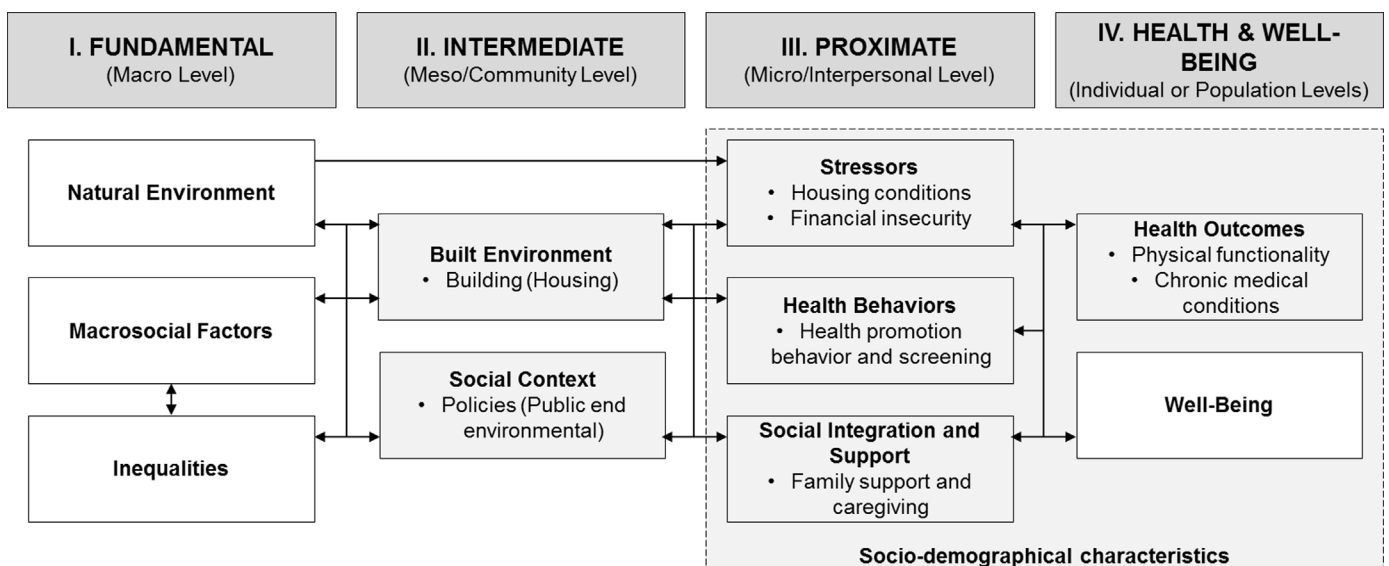 I. FUNDAMENTAL
(Macro Level)
II. INTERMEDIATE
(Meso/Community Level)
III. PROXIMATE
(Micro/Interpersonal Level)
IV. HEALTH & WELL-
BEING
(Individual or Population Levels)
Natural Environment
Macrosocial Factors
Inequalities
Built Environment
• Building (Housing)
Social Context
• Policies (Public end
environmental)
Stressors
• Housing conditions
• Financial insecurity
Health Behaviors
• Health promotion
behavior and screening
Social Integration and
Support
• Family support and
caregiving
Health Outcomes
• Physical functionality
• Chronic medical
conditions
Well-Being
Socio-demographical characteristics